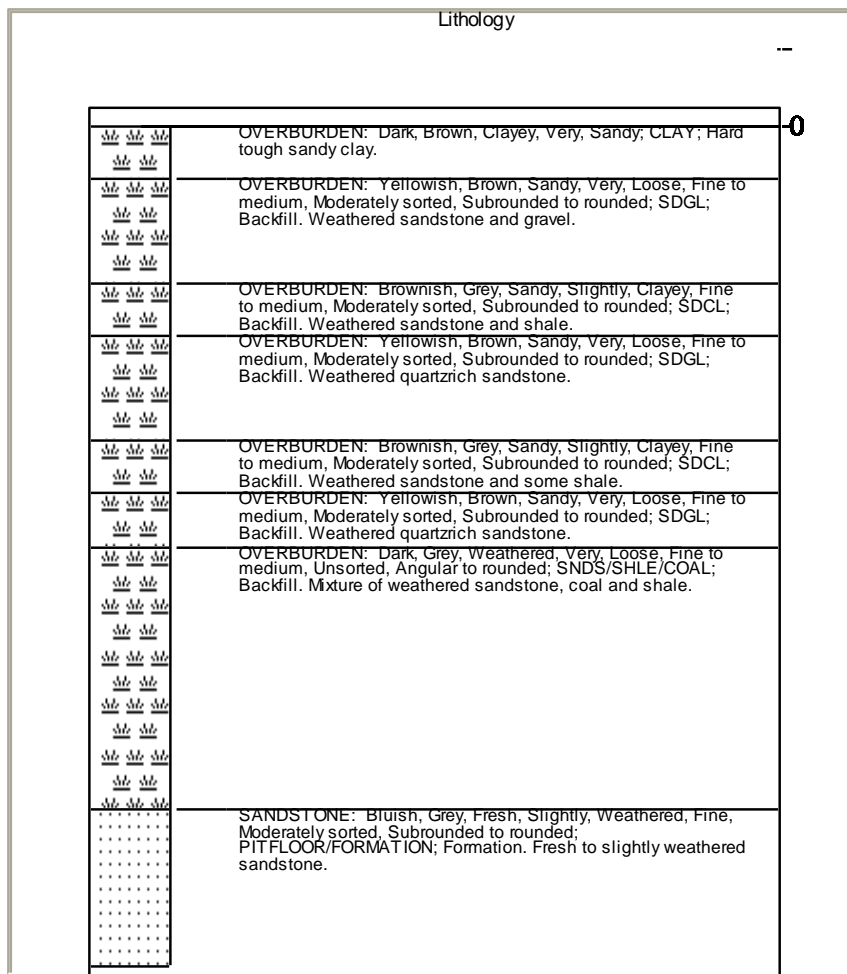 Lithology
0
OVERBURDEN: Dark, Brown, Clayey, Very, Sandy; CLAY; Hard
tough sandy clay.
OVERBURDEN: Yellowish, Brown, Sandy, Very, Loose, Fine to
medium, Moderately sorted, Subrounded to rounded; SDGL;
Backfill. Weathered sandstone and gravel.
OVERBURDEN: Brownish, Grey, Sandy, Slightly, Clayey, Fine
to medium, Moderately sorted, Subrounded to rounded; SDCL;
Backfill. Weathered sandstone and shale.
OVERBURDEN: Yellowish, Brown, Sandy, Very, Loose, Fine to
medium, Moderately sorted, Subrounded to rounded; SDGL;
Backfill. Weathered quartzrich sandstone.
OVERBURDEN: Brownish, Grey, Sandy, Slightly, Clayey, Fine
to medium, Moderately sorted, Subrounded to rounded; SDCL;
Backfill. Weathered sandstone and some shale.
OVERBURDEN: Yellowish, Brown, Sandy, Very, Loose, Fine to
medium, Moderately sorted, Subrounded to rounded; SDGL;
Backfill. Weathered quartzrich sandstone.
OVERBURDEN: Dark, Grey, Weathered, Very, Loose, Fine to
medium, Unsorted, Angular to rounded; SNDS/SHLE/COAL;
Backfill. Mixture of weathered sandstone, coal and shale.
SANDSTONE: Bluish, Grey, Fresh, Slightly, Weathered, Fine,
Moderately sorted, Subrounded to rounded;
PITFLOOR/FORMATION; Formation. Fresh to slightly weathered
sandstone.